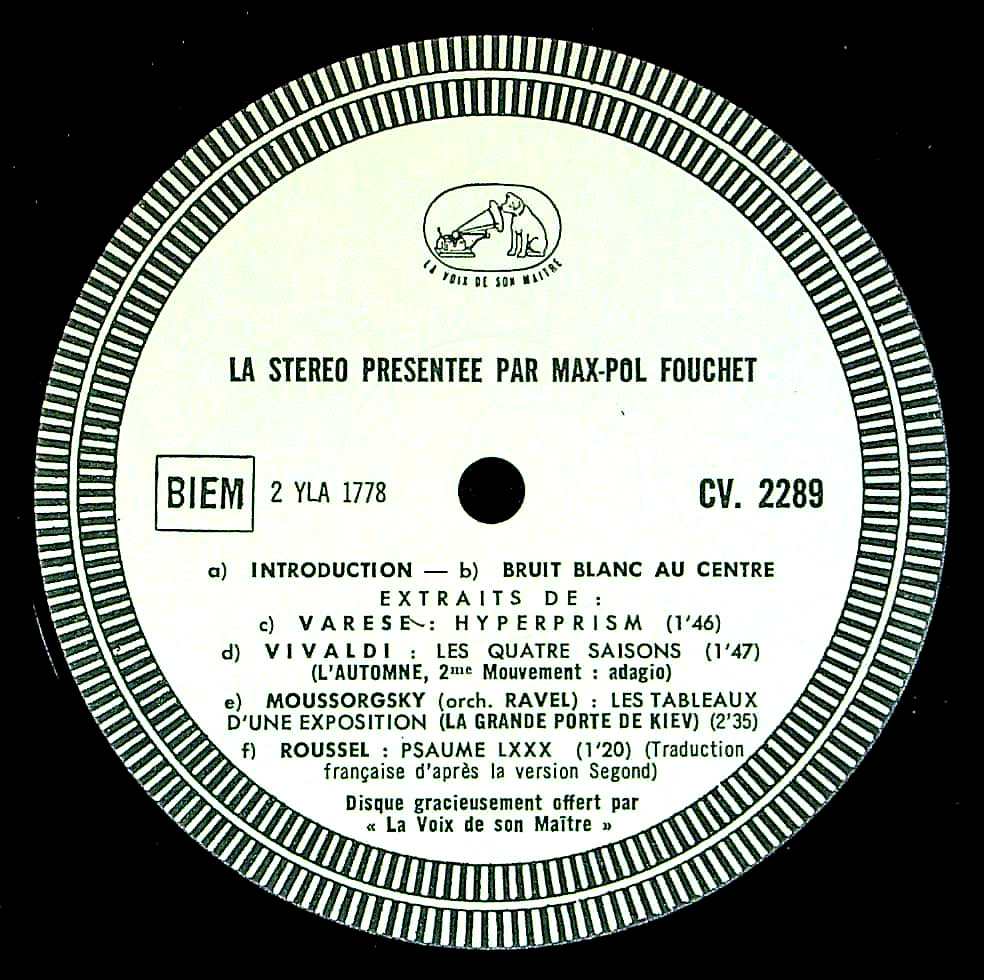 LA VOIX DE SON MAITRE
LA STEREO PRESENTEE PAR MAX-POL FOUCHET
BIEM 2 YLA 1778 CV. 2289
a) INTRODUCTION — b) BRUIT BLANC AU CENTRE
EXTRAITS DE :
c) VARESE : HYPERPRISM (1'46)
d) VIVALDI : LES QUATRE SAISONS (1'47)
(L'AUTOMNE, 2me Mouvement : adagio)
e) MOUSSORGSKY (orch. RAVEL) : LES TABLEAUX
D'UNE EXPOSITION (LA GRANDE PORTE DE KIEV) (2'35)
f) ROUSSEL : PSAUME LXXX (1'20) (Traduction
française d'après la version Segond)
Disque gracieusement offert par
« La Voix de son Maître »